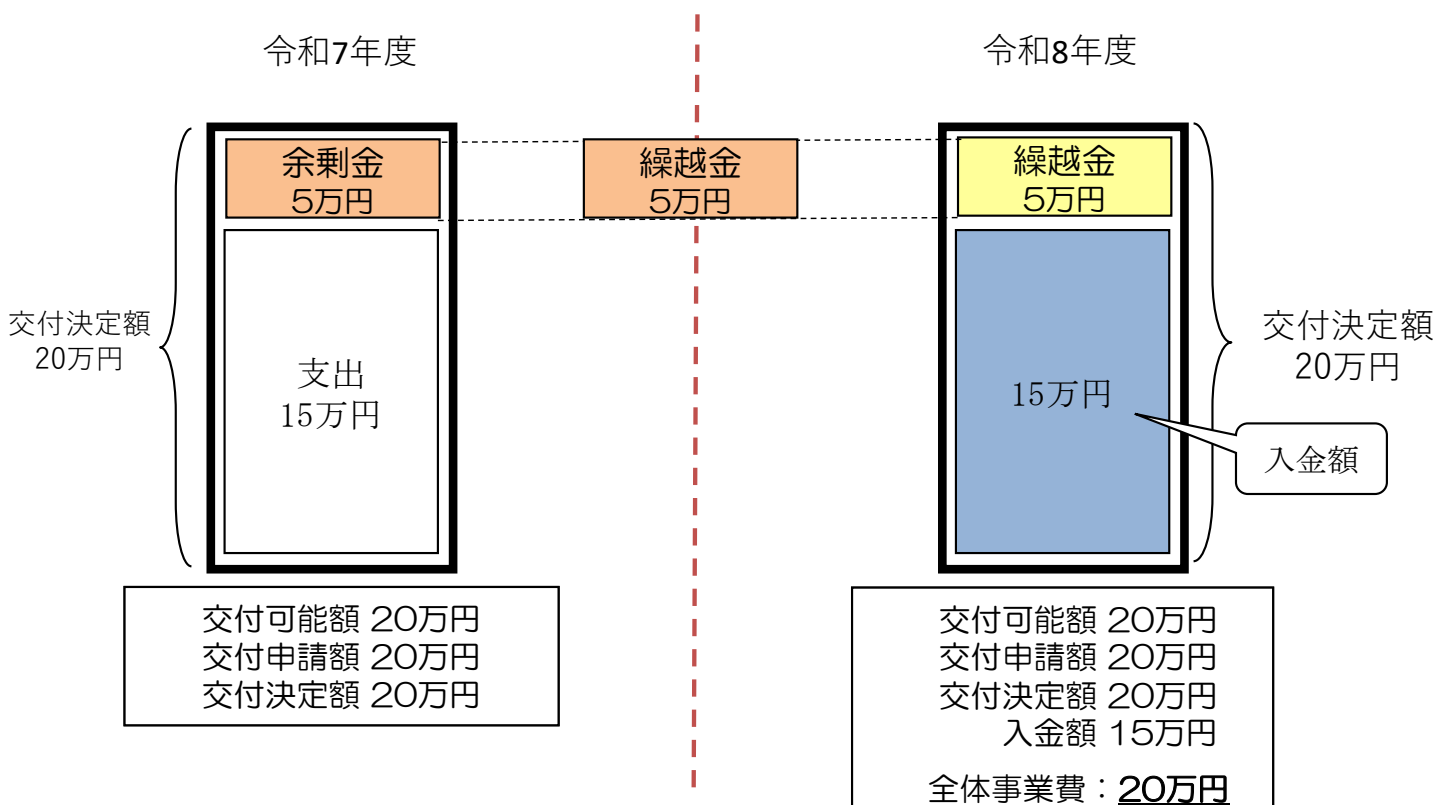 令和7年度
令和8年度
余剰金
5万円
繰越金
5万円
繰越金
5万円
交付決定額
20万円
支出
15万円
15万円
交付決定額
20万円
入金額
交付可能額 20万円
交付申請額 20万円
交付決定額 20万円
交付可能額 20万円
交付申請額 20万円
交付決定額 20万円
入金額 15万円
全体事業費：20万円